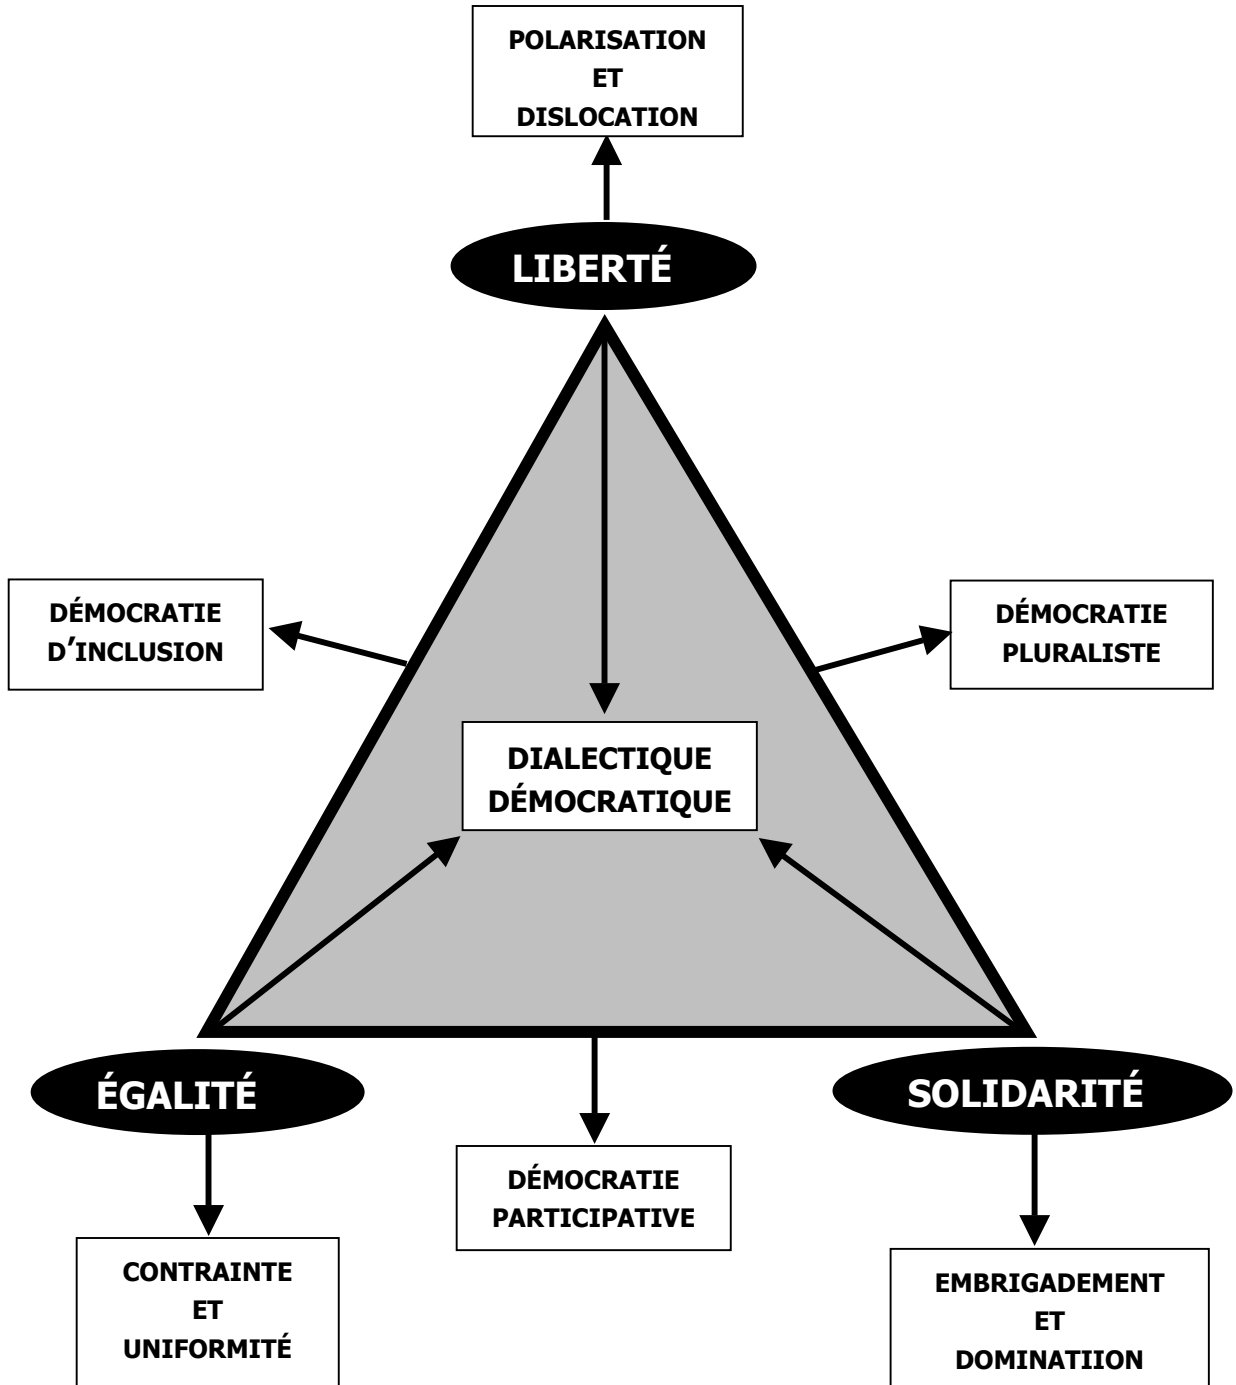 POLARISATION
ET
DISLOCATION
LIBERTÉ
DÉMOCRATIE
D'INCLUSION
DÉMOCRATIE
PLURALISTE
DIALECTIQUE
DÉMOCRATIQUE
ÉGALITÉ
SOLIDARITÉ
DÉMOCRATIE
PARTICIPATIVE
CONTRAINTE
ET
UNIFORMITÉ
EMBRIGADEMENT
ET
DOMINATIION